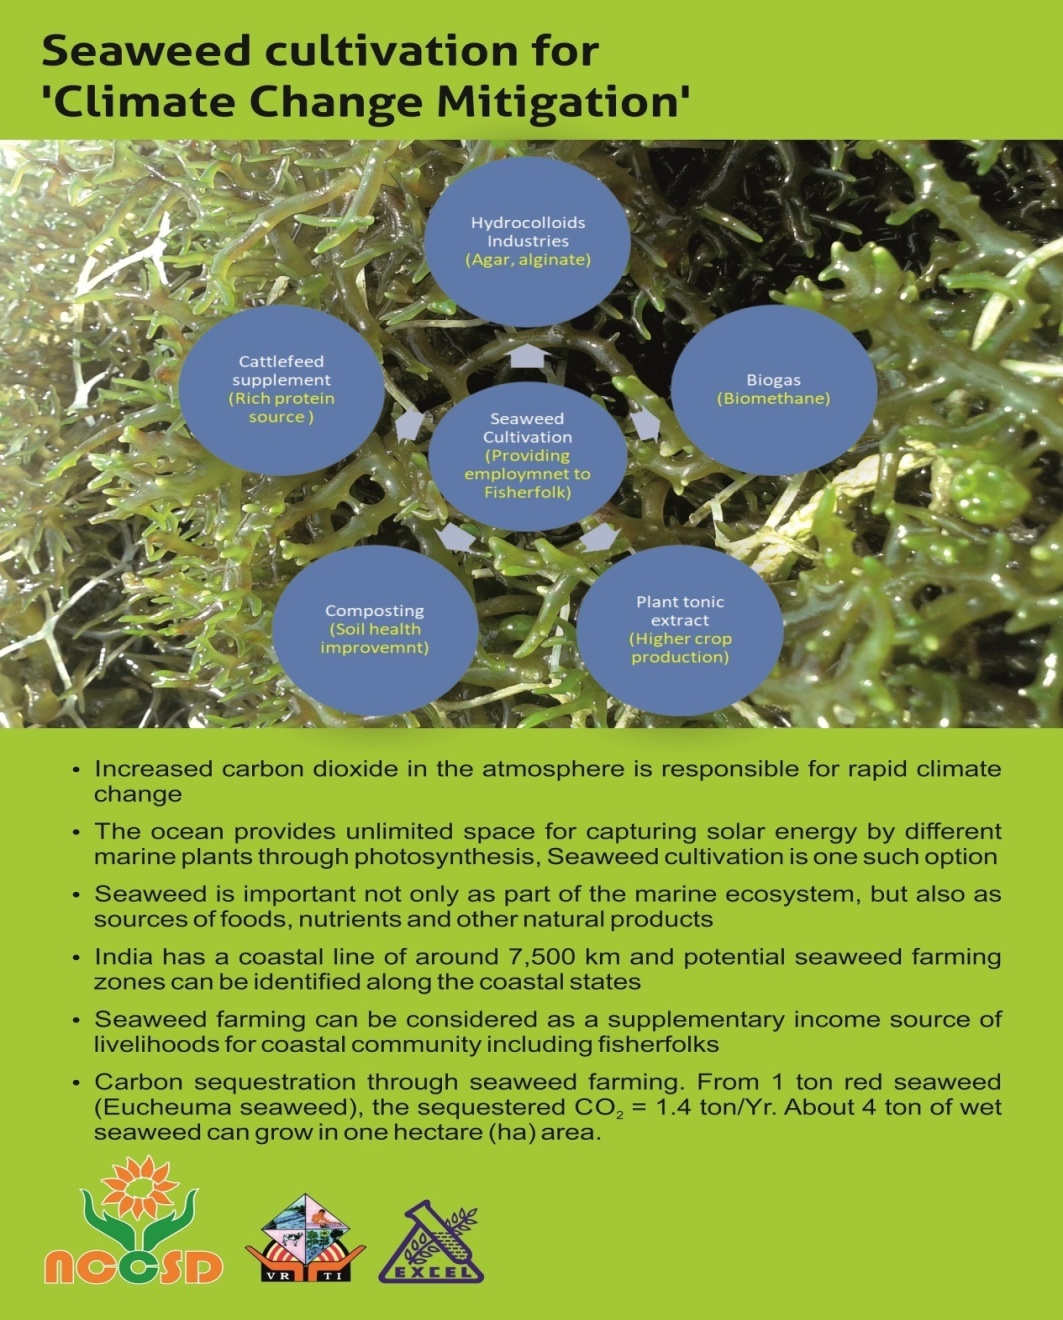 Seaweed cultivation for
'Climate Change Mitigation'
Hydrocolloids
Industries
(Agar, alginate)
Cattlefeed
supplement
(Rich protein
source )
Biogas
(Biomethane)
Seaweed
Cultivation
(Providing
employmnet to
Fisherfolk)
Composting
(Soil health
improvemnt)
Plant tonic
extract
(Higher crop
production)
• Increased carbon dioxide in the atmosphere is responsible for rapid climate
change
• The ocean provides unlimited space for capturing solar energy by different
marine plants through photosynthesis, Seaweed cultivation is one such option
• Seaweed is important not only as part of the marine ecosystem, but also as
sources of foods, nutrients and other natural products
• India has a coastal line of around 7,500 km and potential seaweed farming
zones can be identified along the coastal states
• Seaweed farming can be considered as a supplementary income source of
livelihoods for coastal community including fisherfolks
• Carbon sequestration through seaweed farming. From 1 ton red seaweed
(Eucheuma seaweed), the sequestered CO₂ = 1.4 ton/Yr. About 4 ton of wet
seaweed can grow in one hectare (ha) area.
nccsd
VRTI
EXCEL